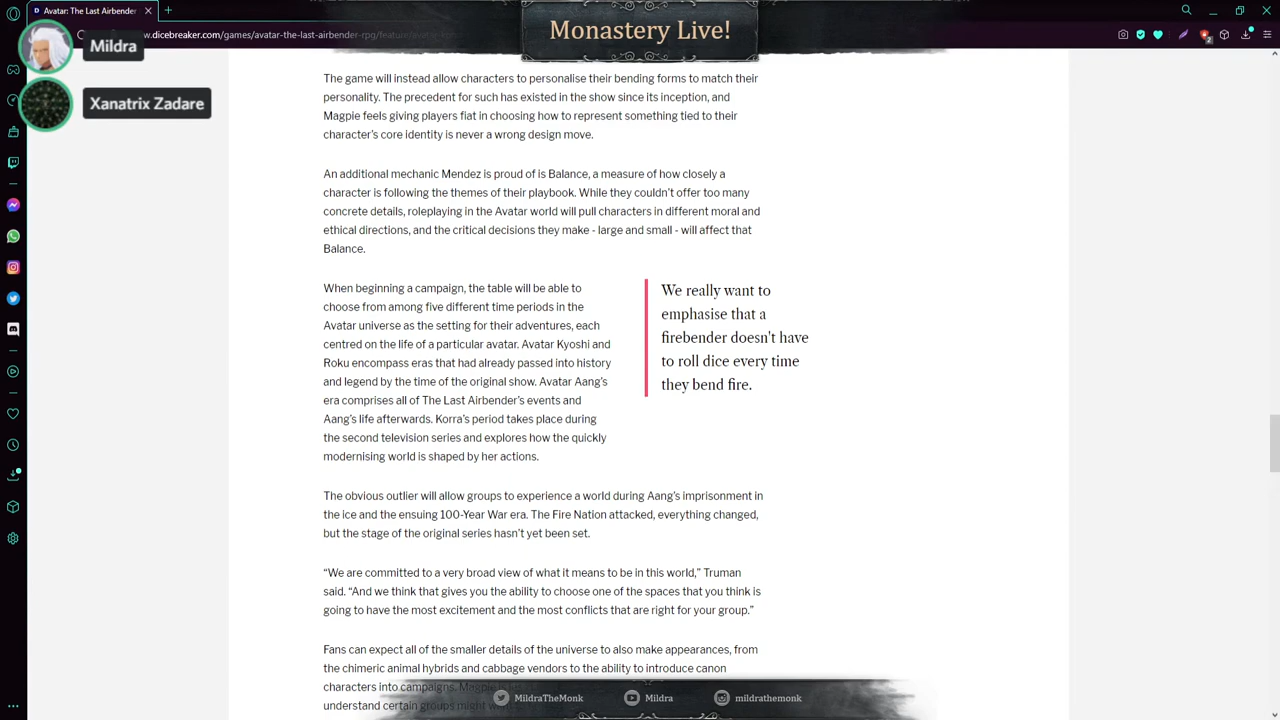 Avatar: The Last Airbender
Monastery Live!
w.dicebreaker.com/games/avatar-the-last-airbender-rpg/feature/
Mildra
Xanatrix Zadare
The game will instead allow characters to personalise their bending forms to match their
personality. The precedent for such has existed in the show since its inception, and
Magpie feels giving players fiat in choosing how to represent something tied to their
character's core identity is never a wrong design move.
An additional mechanic Mendez is proud of is Balance, a measure of how closely a
character is following the themes of their playbook. While they couldn't offer too many
concrete details, roleplaying in the Avatar world will pull characters in different moral and
ethical directions, and the critical decisions they make - large and small - will affect that
Balance.
When beginning a campaign, the table will be able to
choose from among five different time periods in the
Avatar universe as the setting for their adventures, each
centred on the life of a particular avatar. Avatar Kyoshi and
Roku encompass eras that had already passed into history
and legend by the time of the original show. Avatar Aang's
era comprises all of The Last Airbender's events and
Aang's life afterwards. Korra's period takes place during
the second television series and explores how the quickly
modernising world is shaped by her actions.
We really want to
emphasise that a
firebender doesn't have
to roll dice every time
they bend fire.
The obvious outlier will allow groups to experience a world during Aang's imprisonment in
the ice and the ensuing 100-Year War era. The Fire Nation attacked, everything changed,
but the stage of the original series hasn't yet been set.
“We are committed to a very broad view of what it means to be in this world,” Truman
said. “And we think that gives you the ability to choose one of the spaces that you think is
going to have the most excitement and the most conflicts that are right for your group.”
Fans can expect all of the smaller details of the universe to also make appearances, from
the chimeric animal hybrids and cabbage vendors to the ability to introduce canon
characters into campaigns. Magpie
understand certain groups might
MildraTheMonk
Mildra
mildrathemonk